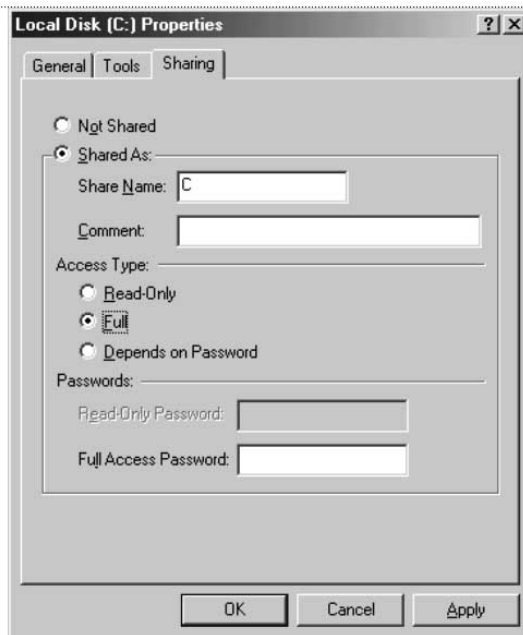 Local Disk (C:) Properties ? ×
General Tools Sharing
Not Shared
Shared As:
Share Name: C
Comment:
Access Type:
Read-Only
Full
Depends on Password
Passwords:
Read-Only Password:
Full Access Password:
OK Cancel Apply